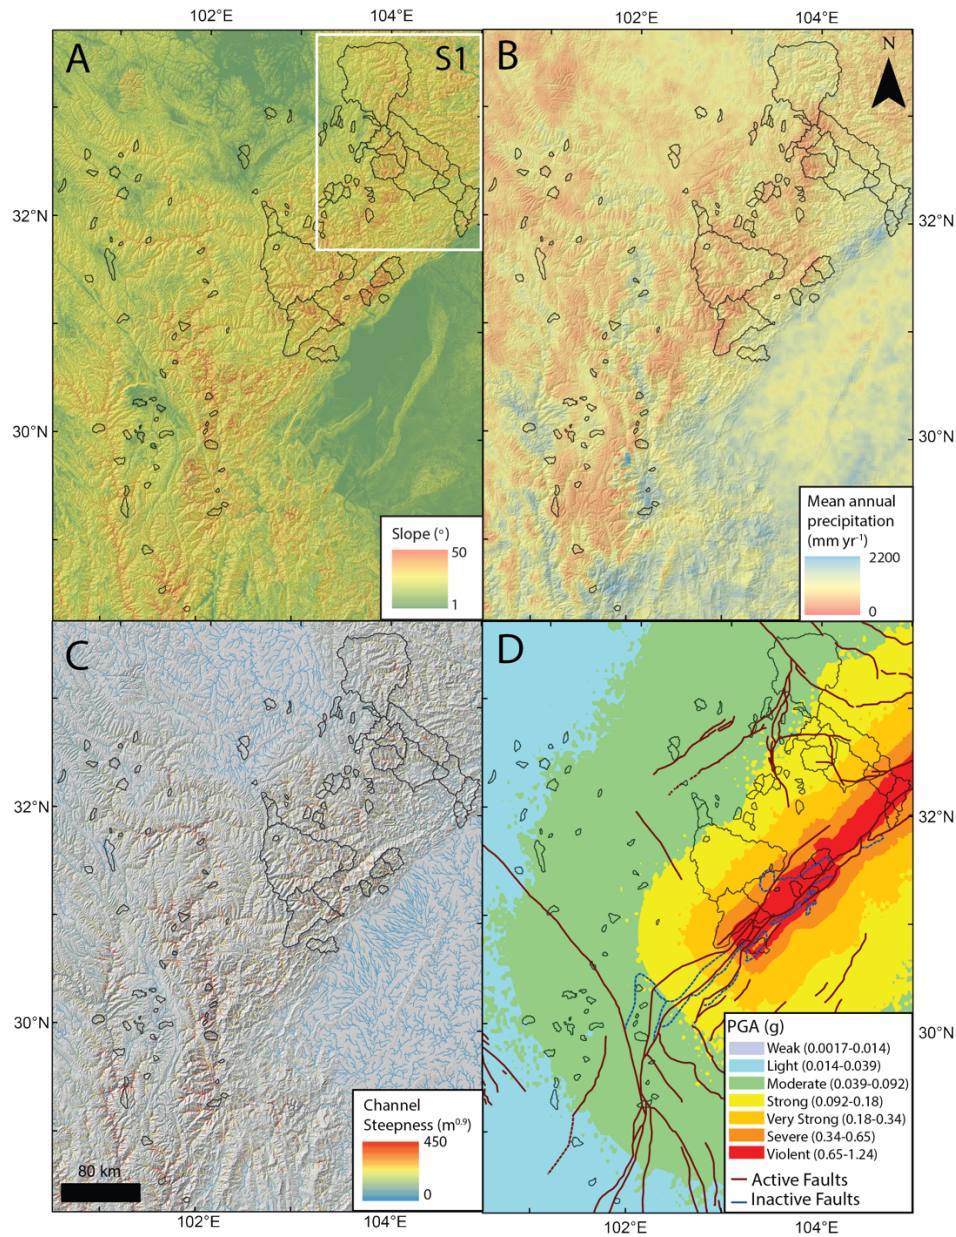 102°E 104°E 102°E 104°E
A S1 B N
32°N 32°N
30°N 30°N
Slope (°)
50
1
Mean annual
precipitation
(mm yr⁻¹)
2200
0
C D
32°N 32°N
30°N 30°N
Channel
Steepness (m⁰·⁹)
450
0
80 km
PGA (g)
Weak (0.0017-0.014)
Light (0.014-0.039)
Moderate (0.039-0.092)
Strong (0.092-0.18)
Very Strong (0.18-0.34)
Severe (0.34-0.65)
Violent (0.65-1.24)
Active Faults
Inactive Faults
102°E 104°E 102°E 104°E